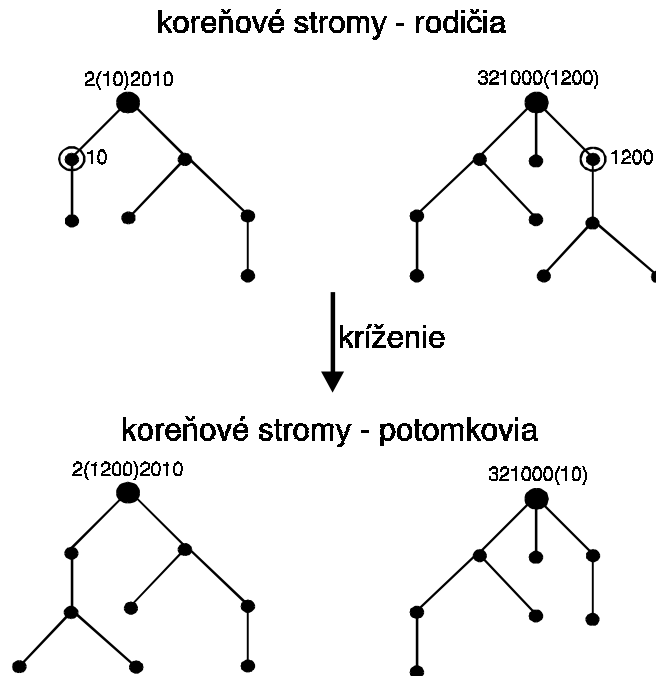 koreňové stromy - rodičia
2(10)2010
321000(1200)
10
1200
kríženie
koreňové stromy - potomkovia
2(1200)2010
321000(10)